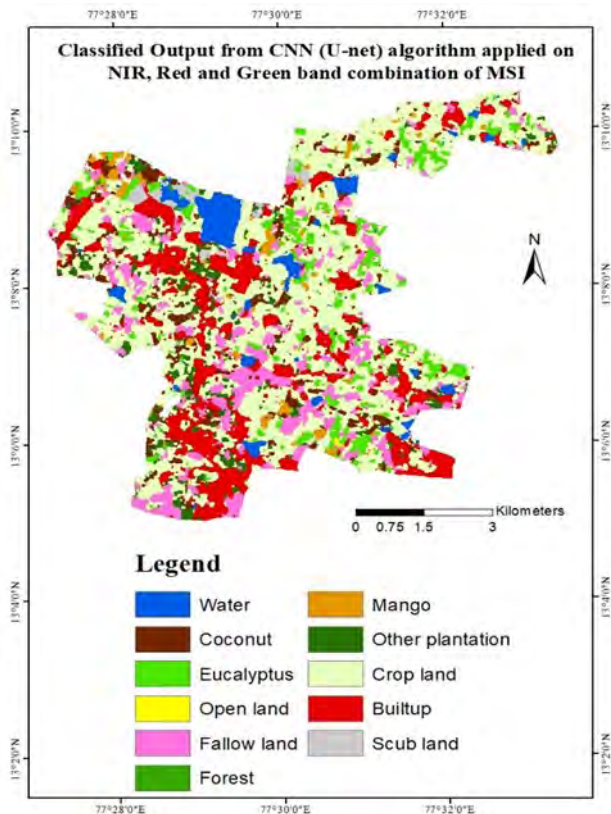 77°28'0"E 77°30'0"E 77°32'0"E
Classified Output from CNN (U-net) algorithm applied on
NIR, Red and Green band combination of MSI
13°10'0"N 13°10'0"N
N
13°8'0"N 13°8'0"N
13°6'0"N 13°6'0"N
Kilometers
0 0.75 1.5 3
Legend
Water Mango
Coconut Other plantation
13°4'0"N 13°4'0"N
Eucalyptus Crop land
Open land Builtup
Fallow land Scub land
13°2'0"N 13°2'0"N
Forest
77°28'0"E 77°30'0"E 77°32'0"E